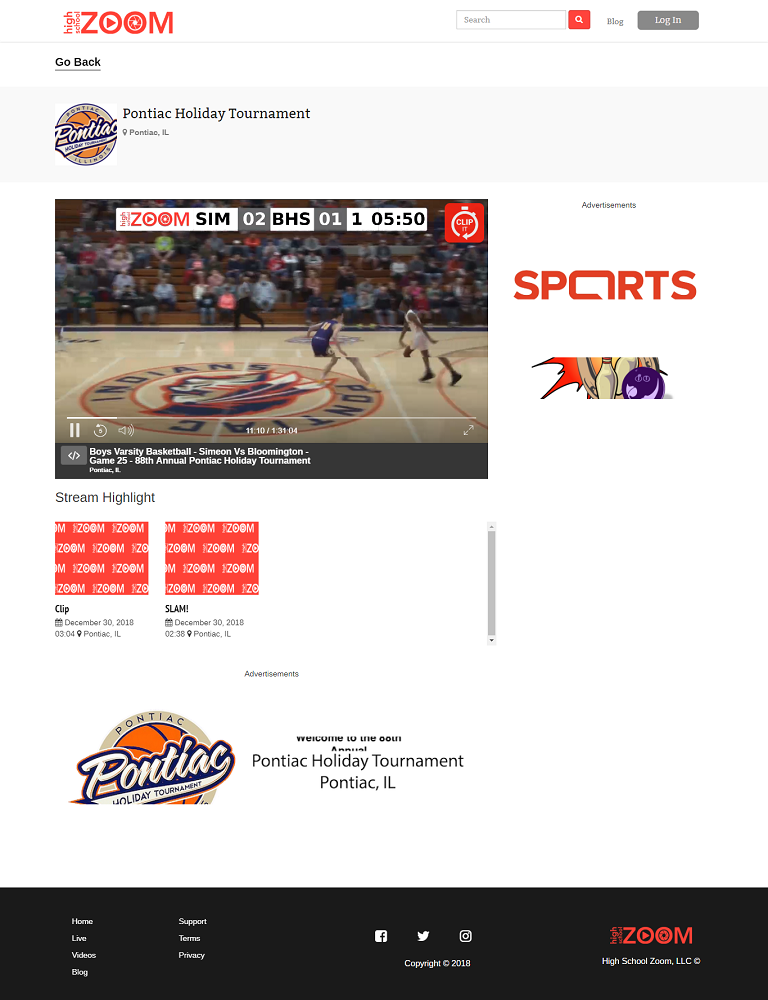 high school ZOOM
Search
Blog
Log In
Go Back
PONTIAC
Pontiac
HOLIDAY TOURNAMENT
ILLINOIS
Pontiac Holiday Tournament
Pontiac, IL
Advertisements
high school ZOOM SIM 02 BHS 01 1 05:50
CLIP
IT
INDIANS
PONTIAC
5
11:10 / 1:31:04
</>
Boys Varsity Basketball - Simeon Vs Bloomington -
Game 25 - 88th Annual Pontiac Holiday Tournament
Pontiac, IL
SPORTS
Stream Highlight
Clip
December 30, 2018
03:04 Pontiac, IL
SLAM!
December 30, 2018
02:38 Pontiac, IL
Advertisements
PONTIAC
Pontiac
HOLIDAY TOURNAMENT
Welcome to the 88th
Annual
Pontiac Holiday Tournament
Pontiac, IL
Home
Live
Videos
Blog
Support
Terms
Privacy
Copyright © 2018
high school ZOOM
High School Zoom, LLC ©